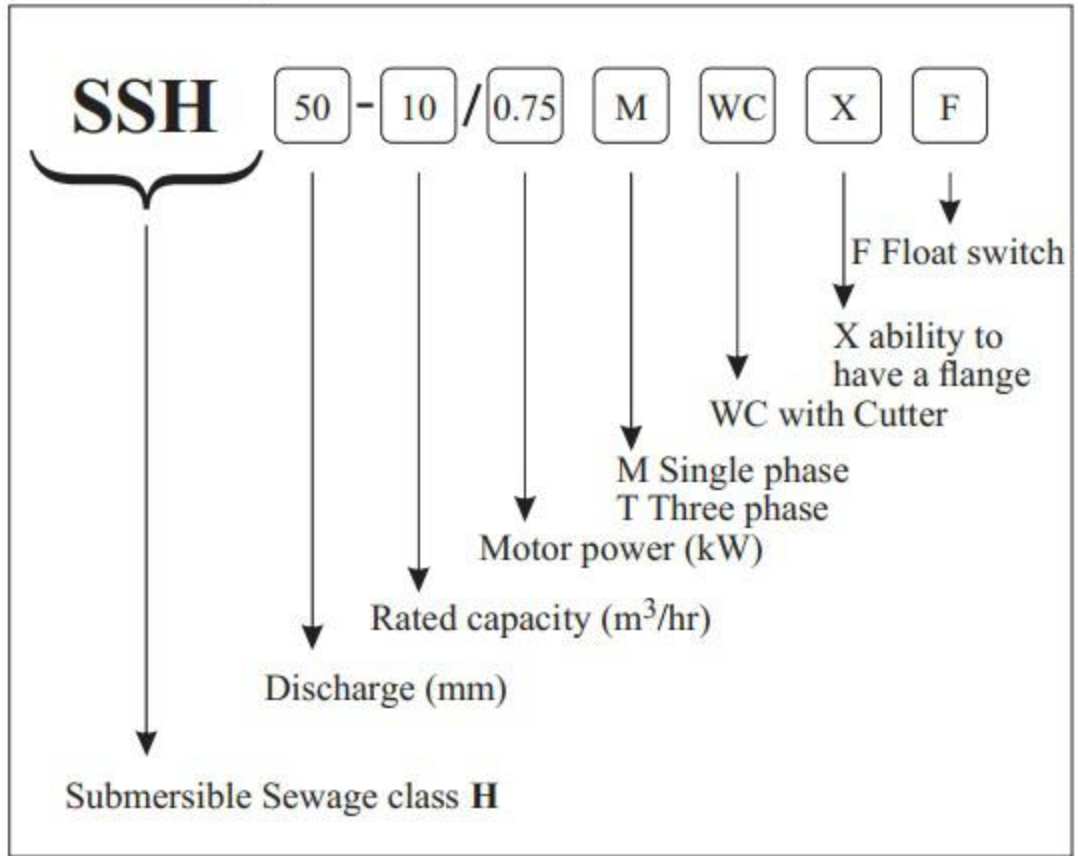 SSH 50 - 10 / 0.75 M WC X F
F Float switch
X ability to
have a flange
WC with Cutter
M Single phase
T Three phase
Motor power (kW)
Rated capacity (m³/hr)
Discharge (mm)
Submersible Sewage class H